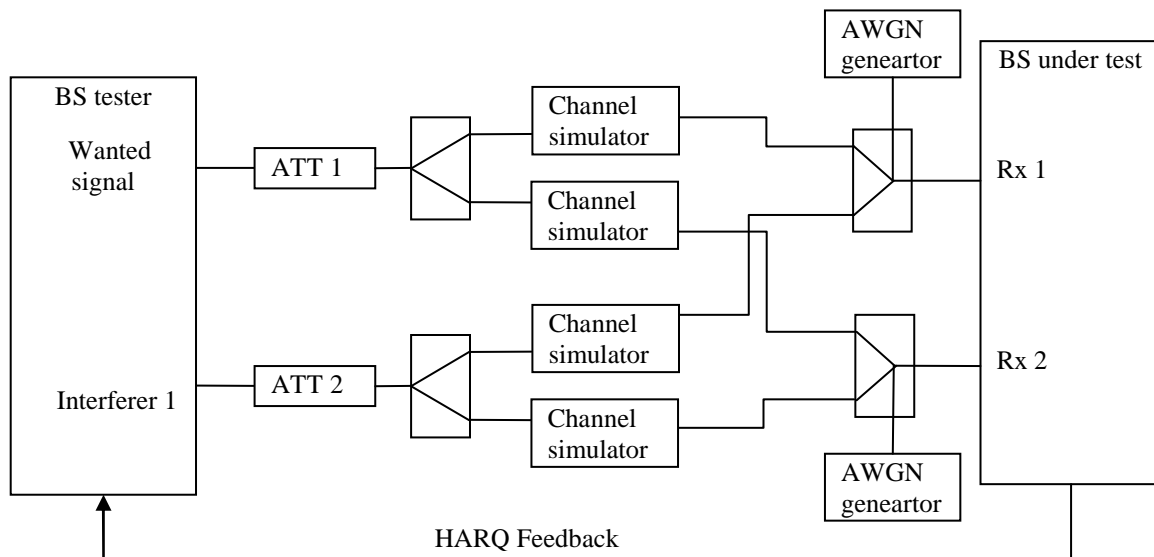 AWGN
geneartor
BS under test
BS tester
Wanted
signal
ATT 1
Channel
simulator
Channel
simulator
Rx 1
Interferer 1
ATT 2
Channel
simulator
Channel
simulator
Rx 2
AWGN
geneartor
HARQ Feedback